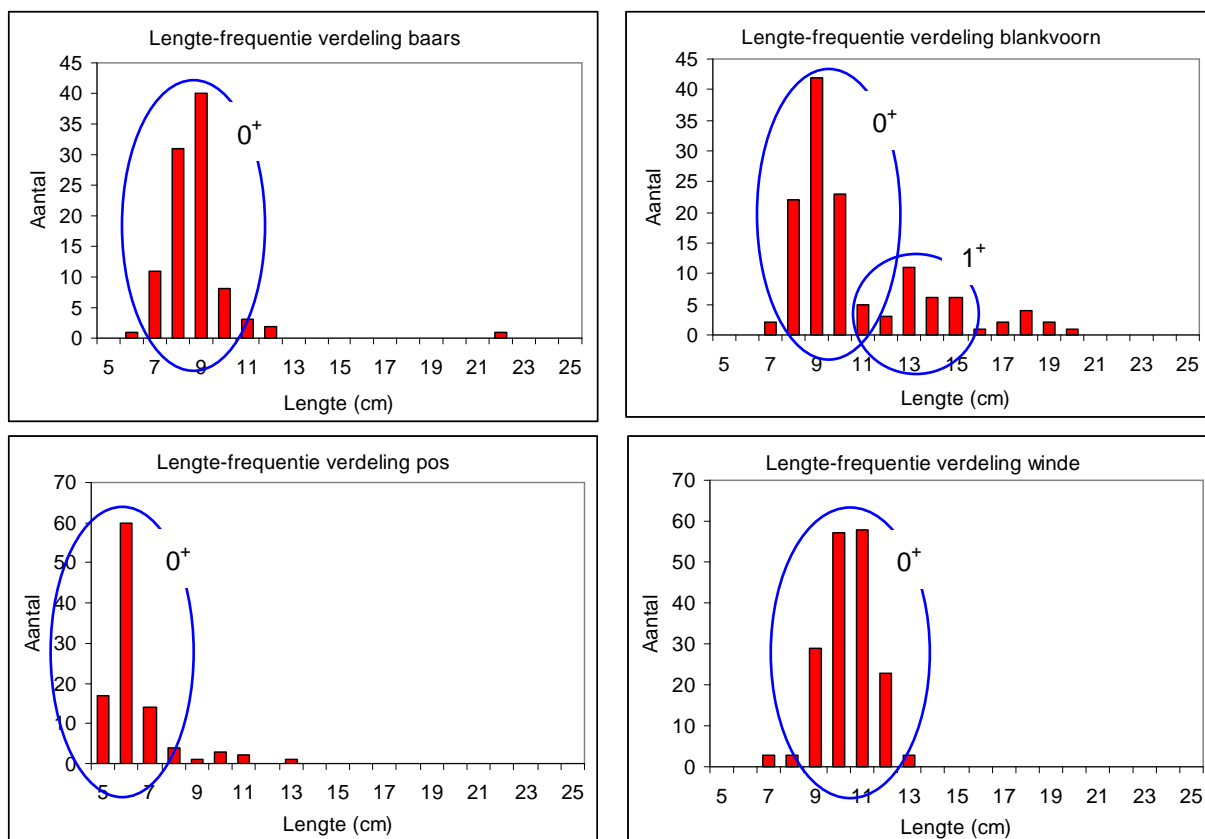 Lengte-frequentie verdeling baars
45
40
35
30
25
20
15
10
5
0
Aantal
0+
5 7 9 11 13 15 17 19 21 23 25
Lengte (cm)
Lengte-frequentie verdeling blankvoorn
45
40
35
30
25
20
15
10
5
0
Aantal
0+
1+
5 7 9 11 13 15 17 19 21 23 25
Lengte (cm)
Lengte-frequentie verdeling pos
70
60
50
40
30
20
10
0
Aantal
0+
5 7 9 11 13 15 17 19 21 23 25
Lengte (cm)
Lengte-frequentie verdeling winde
70
60
50
40
30
20
10
0
Aantal
0+
5 7 9 11 13 15 17 19 21 23 25
Lengte (cm)